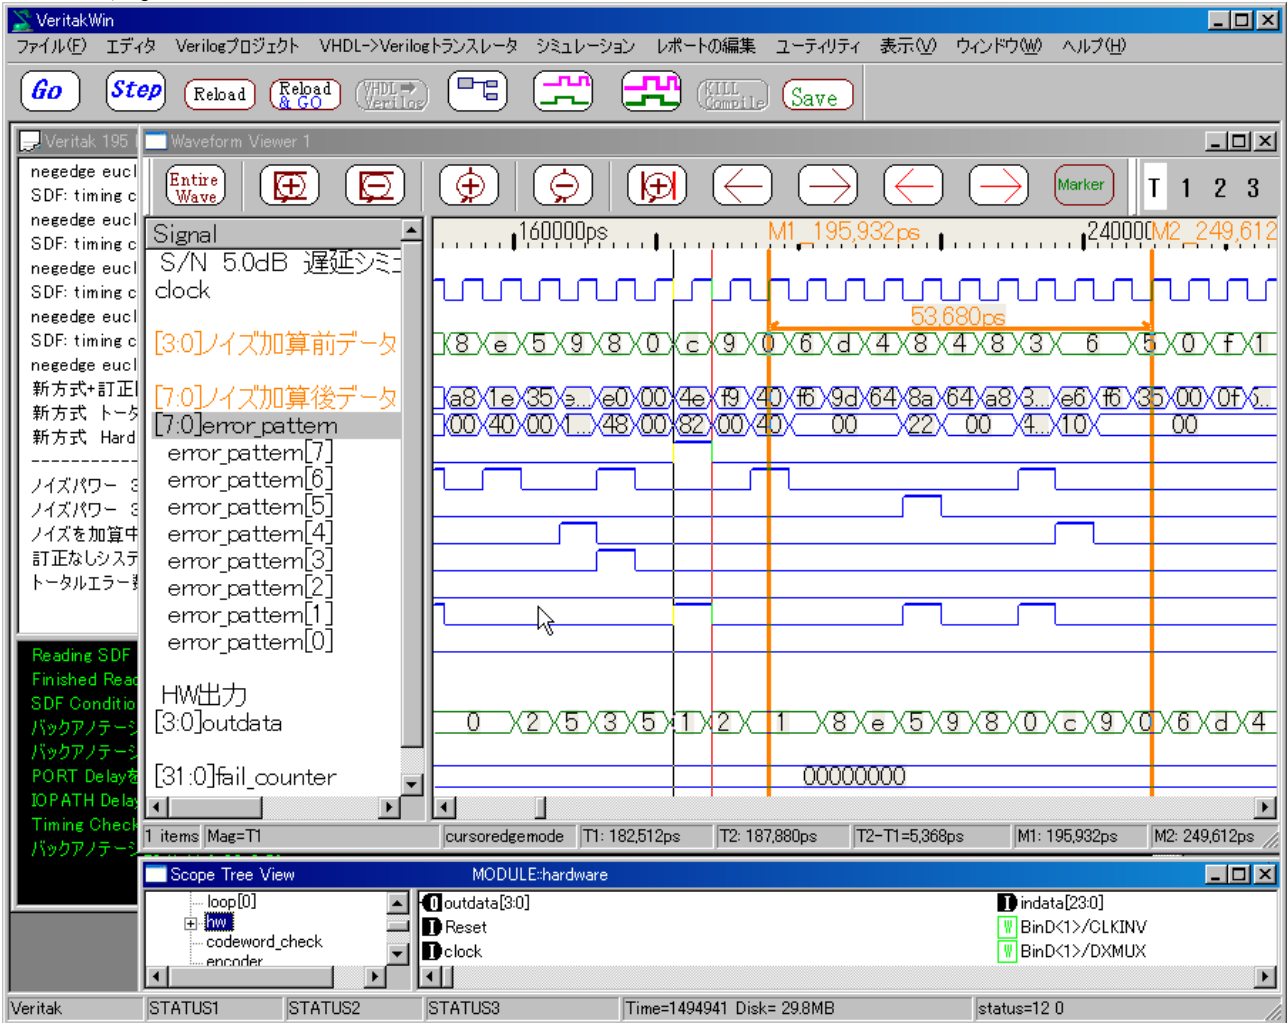 VeritakWin
ファイル(F) エディタ Verilogプロジェクト VHDL->Verilogトランスレータ シミュレーション レポートの編集 ユーティリティ 表示(V) ウィンドウ(W) ヘルプ(H)
Go Step Reload Reload & GO VHDL Verilog KILL Compile Save
Veritak 195
Waveform Viewer 1
negedge eucl
SDF: timing c
negedge eucl
SDF: timing c
negedge eucl
SDF: timing c
negedge eucl
SDF: timing c
negedge eucl
新方式+訂正
新方式 トータ
新方式 Hard
ノイズパワー 3
ノイズパワー 3
ノイズを加算中
訂正なしシステ
トータルエラー数
Entire Wave Marker T 1 2 3
Signal
160000ps M1_195,932ps 240000 M2_249,612
S/N 5.0dB 遅延シミュ
clock
53,680ps
[3:0]ノイズ加算前データ 8 e 5 9 8 0 c 9 0 6 d 4 8 4 8 3 6 5 0 f 1
[7:0]ノイズ加算後データ a8 1e 35 e... e0 00 4e f9 40 f6 9d 64 8a 64 a8 3... e6 f6 35 00 0f
[7:0]error_pattern 00 40 00 1... 48 00 82 00 40 00 22 00 4... 10 00
error_pattern[7]
error_pattern[6]
error_pattern[5]
error_pattern[4]
error_pattern[3]
error_pattern[2]
error_pattern[1]
error_pattern[0]
HW出力
[3:0]outdata 0 2 5 3 5 1 2 1 8 e 5 9 8 0 c 9 0 6 d 4
[31:0]fail_counter 00000000
Reading SDF
Finished Read
SDF Conditio
バックアノテーシ
バックアノテーシ
PORT Delayを
IOPATH Delay
Timing Check
バックアノテーシ
1 items Mag=T1 cursoredgemode T1: 182,512ps T2: 187,880ps T2-T1=5,368ps M1: 195,932ps M2: 249,612ps
Scope Tree View MODULE::hardware
loop[0]
hw
codeword_check
encoder
outdata[3:0] indata[23:0]
Reset BinD<1>/CLKINV
clock BinD<1>/DXMUX
Veritak STATUS1 STATUS2 STATUS3 Time=1494941 Disk= 29.8MB status=12 0